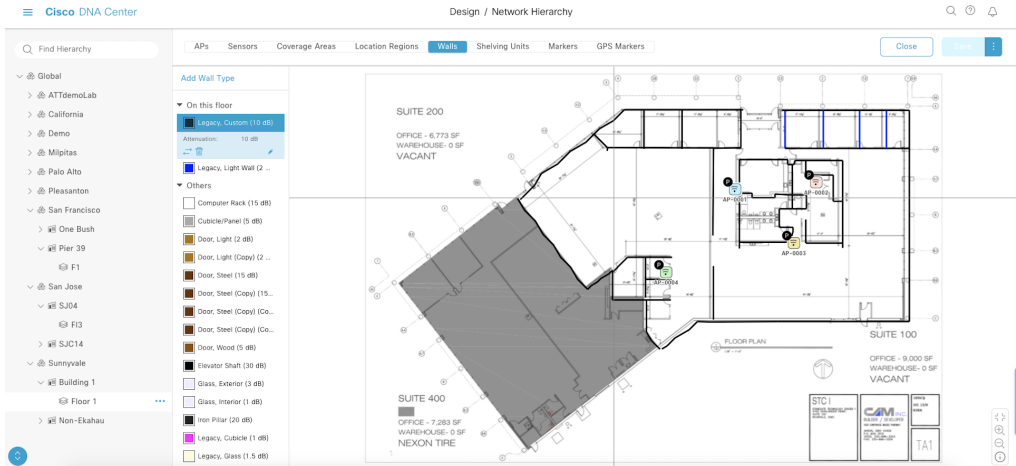 Cisco DNA Center
Design / Network Hierarchy
Find Hierarchy
Global
ATTdemoLab
California
Demo
Milpitas
Palo Alto
Pleasanton
San Francisco
One Bush
Pier 39
F1
San Jose
SJ04
Fl3
SJC14
Sunnyvale
Building 1
Floor 1
Non-Ekahau
APs
Sensors
Coverage Areas
Location Regions
Walls
Shelving Units
Markers
GPS Markers
Close
Save
Add Wall Type
On this floor
Legacy, Custom (10 dB)
Attenuation: 10 dB
Legacy, Light Wall (2 ...
Others
Computer Rack (15 dB)
Cubicle/Panel (5 dB)
Door, Light (2 dB)
Door, Light (Copy) (2 ...
Door, Steel (15 dB)
Door, Steel (Copy) (15...
Door, Steel (Copy) (Co...
Door, Steel (Copy) (Co...
Door, Wood (5 dB)
Elevator Shaft (30 dB)
Glass, Exterior (3 dB)
Glass, Interior (1 dB)
Iron Pillar (20 dB)
Legacy, Cubicle (1 dB)
Legacy, Glass (1.5 dB)
SUITE 200
OFFICE - 6,773 SF
WAREHOUSE- 0 SF
VACANT
P
AP-0001
P
AP-0002
P
AP-0003
P
AP-0004
FLOOR PLAN
SUITE 100
OFFICE - 9,000 SF
WAREHOUSE- 0 SF
VACANT
SUITE 400
OFFICE - 7,283 SF
WAREHOUSE- 0 SF
NEXON TIRE
STC I
CAM INC.
BUILDER / DEVELOPER
TA1